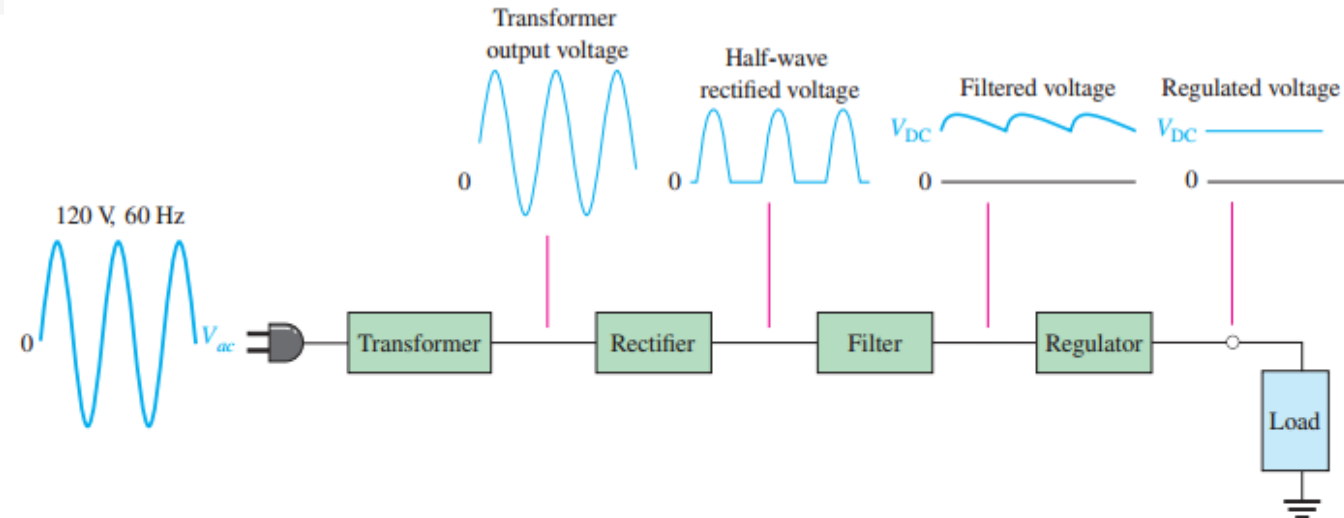 Transformer
output voltage
Half-wave
rectified voltage
Filtered voltage
Regulated voltage
V_DC
V_DC
0
0
0
0
120 V, 60 Hz
0
V_ac
Transformer
Rectifier
Filter
Regulator
Load